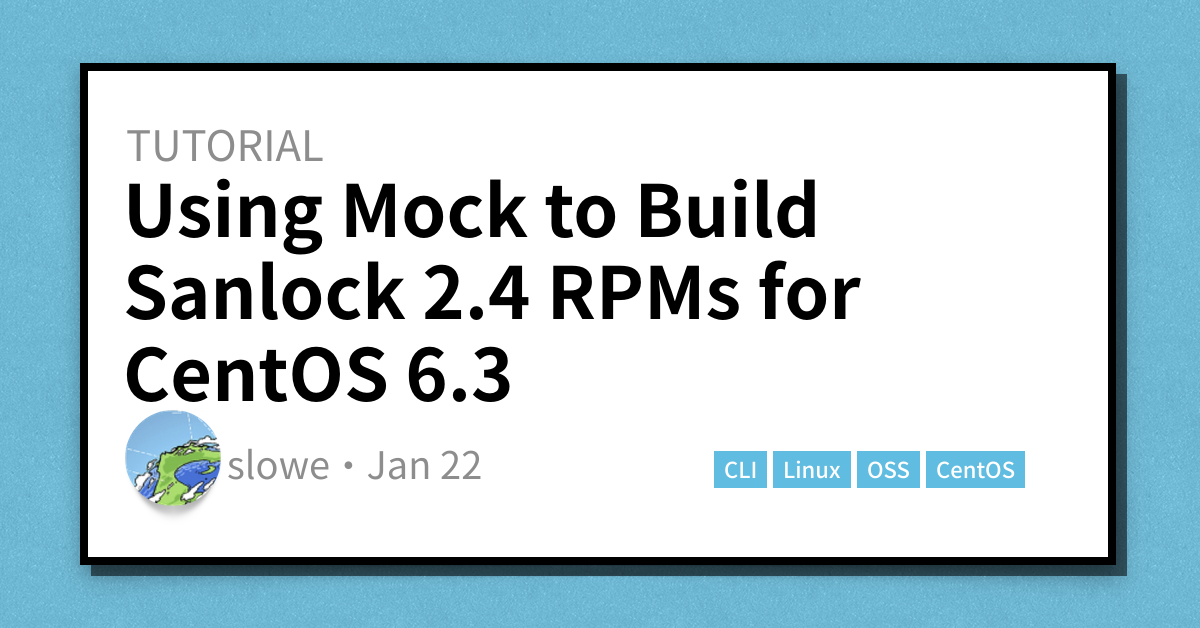 TUTORIAL
Using Mock to Build
Sanlock 2.4 RPMs for
CentOS 6.3
slowe • Jan 22
CLI Linux OSS CentOS